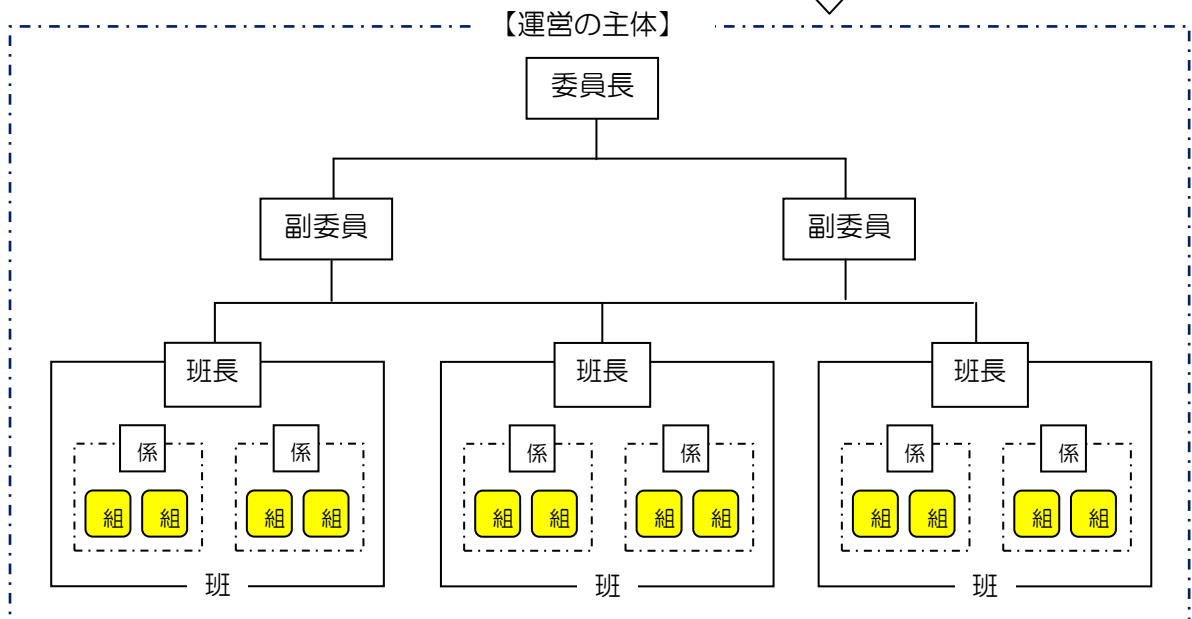 【運営の主体】
委員長
副委員 副委員
班長 班長 班長
係 係 係 係 係 係
組 組 組 組 組 組 組 組 組 組 組 組
班 班 班